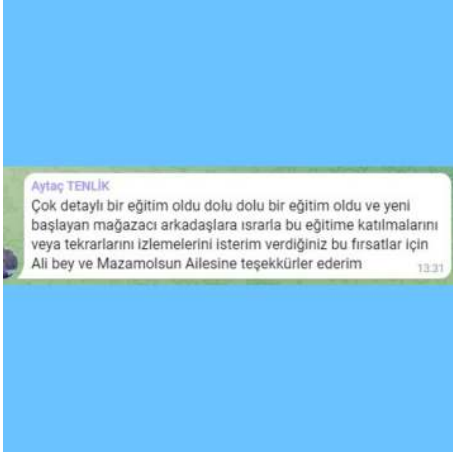 Aytaç TENLİK
Çok detaylı bir eğitim oldu dolu dolu bir eğitim oldu ve yeni
başlayan mağazacı arkadaşlara ısrarla bu eğitime katılmalarını
veya tekrarlarını izlemelerini isterim verdiğiniz bu fırsatlar için
Ali bey ve Mazamolsun Ailesine teşekkürler ederim
13:31